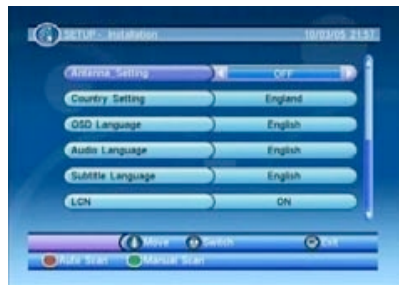 SETUP - Installation 10/03/05 21:57
Antenna Setting OFF
Country Setting England
OSD Language English
Audio Language English
Subtitle Language English
LCN ON
Move Switch Exit
Auto Scan Manual Scan